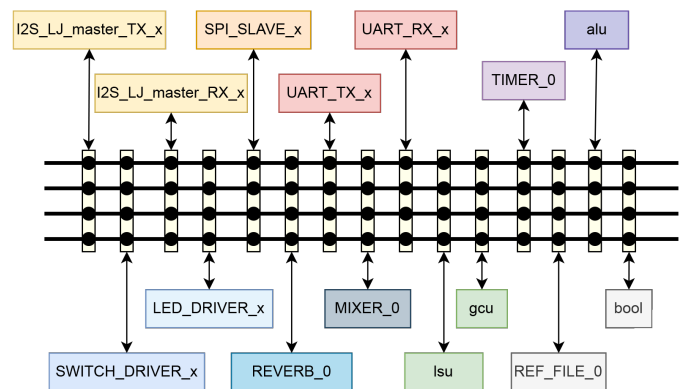 I2S_LJ_master_TX_x
SPI_SLAVE_x
UART_RX_x
alu
I2S_LJ_master_RX_x
UART_TX_x
TIMER_0
LED_DRIVER_x
MIXER_0
gcu
bool
SWITCH_DRIVER_x
REVERB_0
lsu
REF_FILE_0